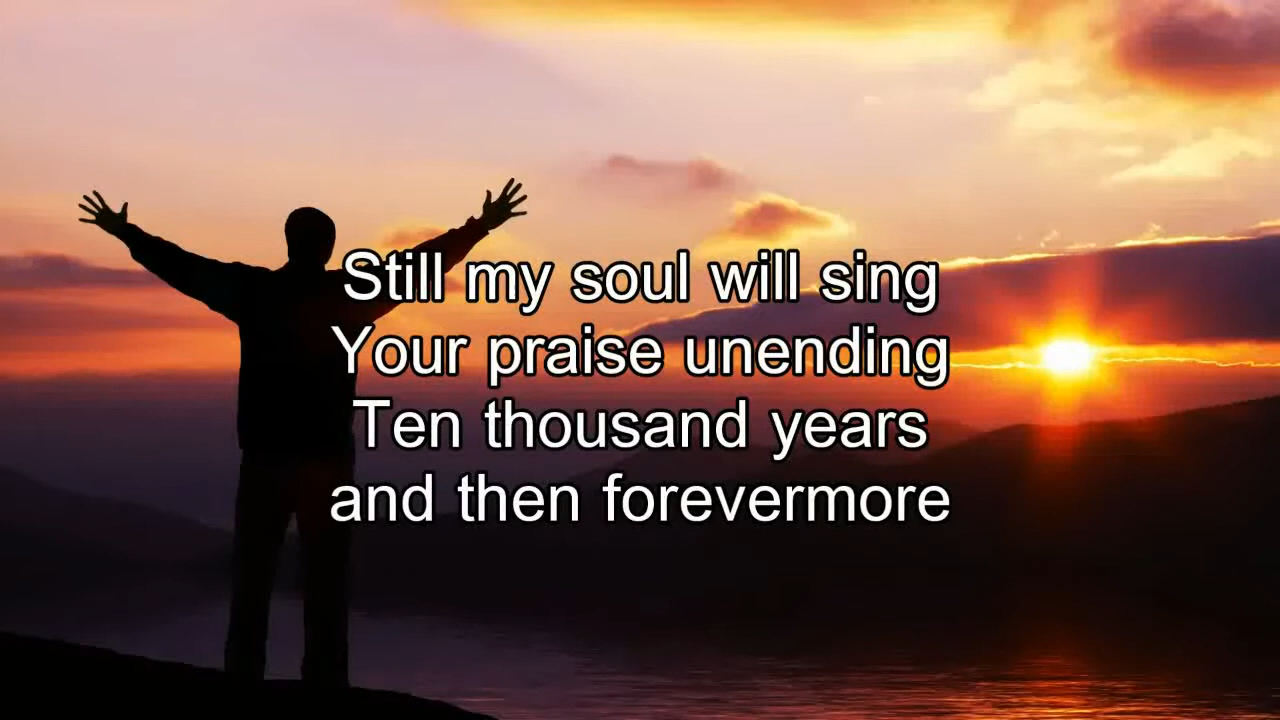 Still my soul will sing
Your praise unending
Ten thousand years
and then forevermore